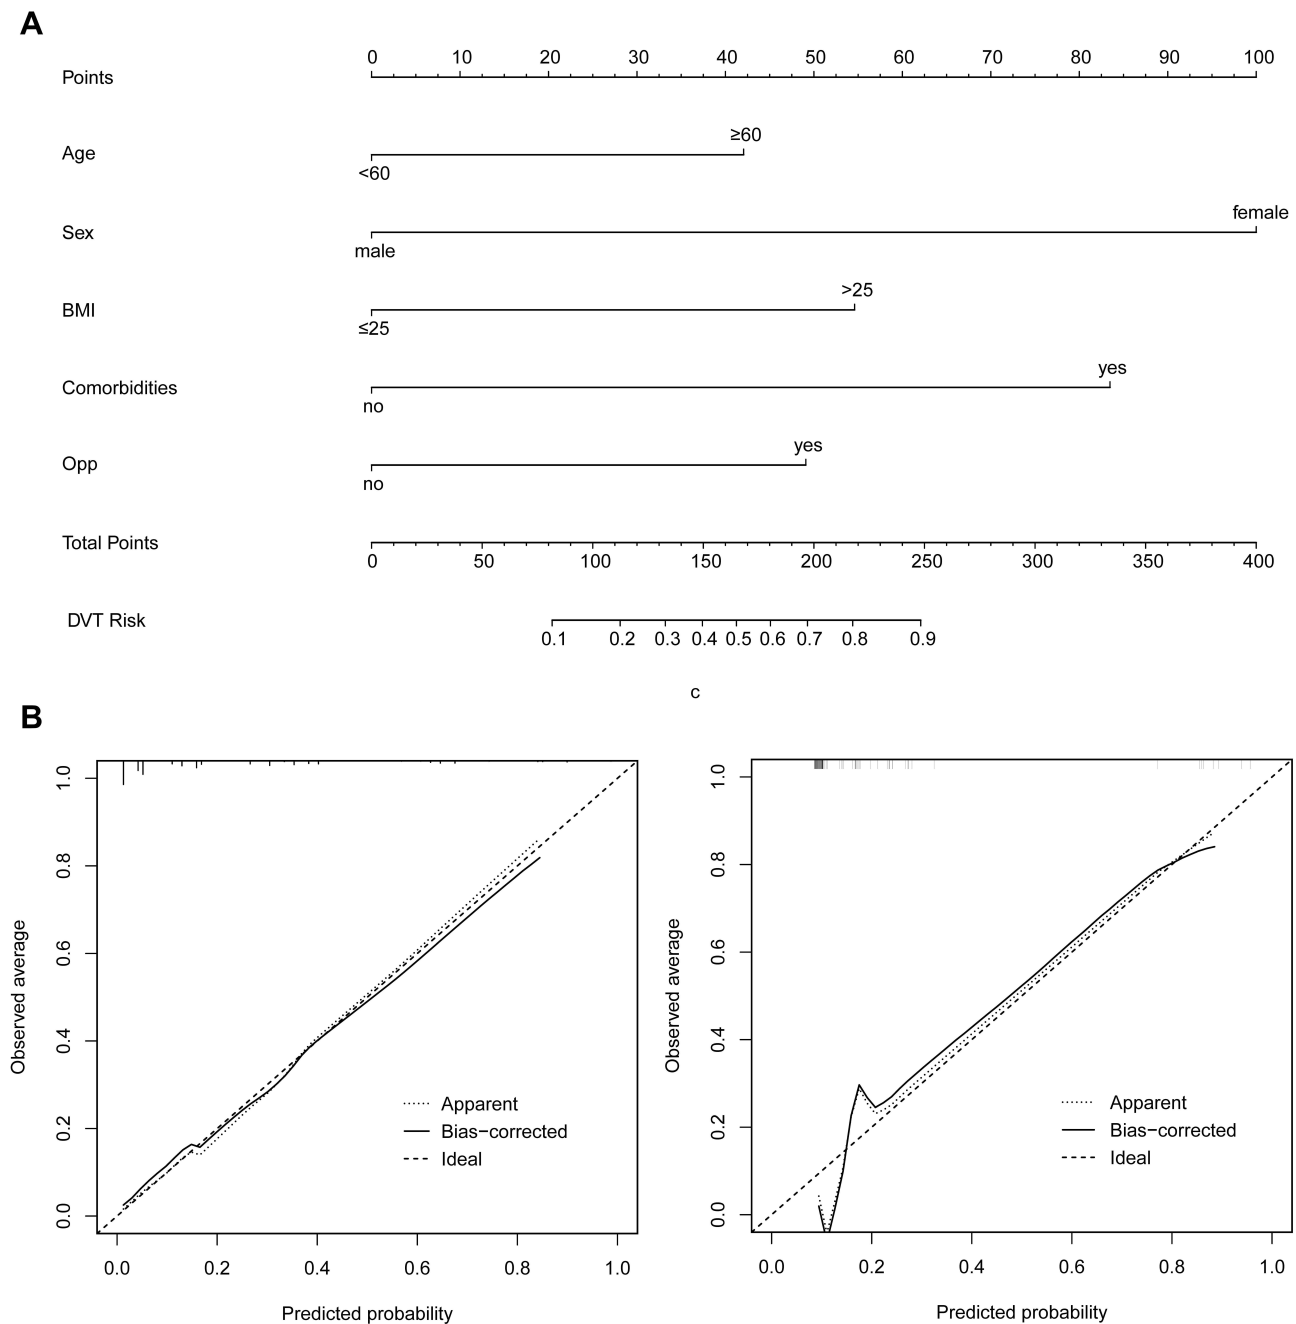 A
0 10 20 30 40 50 60 70 80 90 100
Points
≥60
Age
<60
female
Sex
male
>25
BMI
≤25
yes
Comorbidities
no
yes
Opp
no
Total Points
0 50 100 150 200 250 300 350 400
DVT Risk
0.1 0.2 0.3 0.4 0.5 0.6 0.7 0.8 0.9
c
B
1.0
0.8
0.6
0.4
0.2
0.0
Observed average
Apparent
Bias-corrected
Ideal
0.0 0.2 0.4 0.6 0.8 1.0
Predicted probability
1.0
0.8
0.6
0.4
0.2
0.0
Observed average
Apparent
Bias-corrected
Ideal
0.0 0.2 0.4 0.6 0.8 1.0
Predicted probability